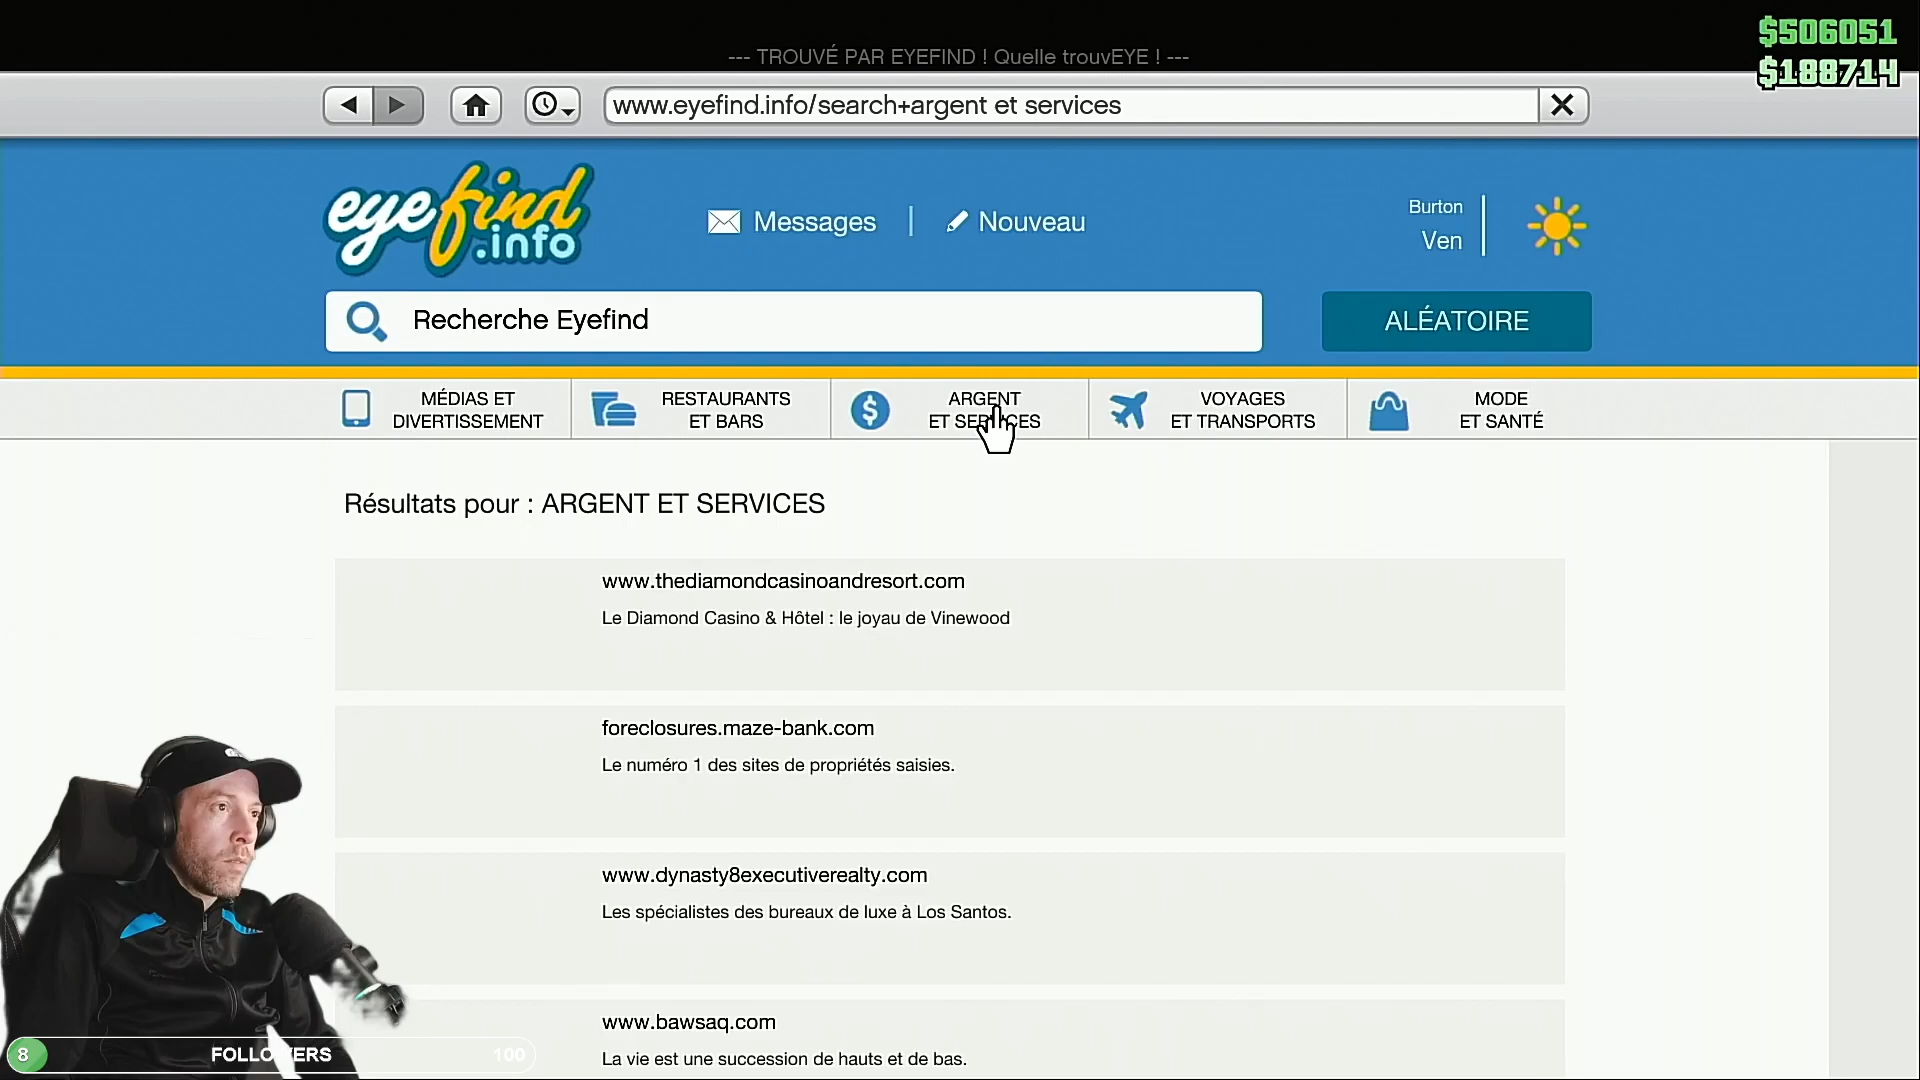 $506051
--- TROUVÉ PAR EYEFIND ! Quelle trouvEYE ! ---
$188714
www.eyefind.info/search+argent et services
eyefind
.info
Messages
Nouveau
Burton
Ven
Recherche Eyefind
ALÉATOIRE
MÉDIAS ET
DIVERTISSEMENT
RESTAURANTS
ET BARS
ARGENT
ET SERVICES
VOYAGES
ET TRANSPORTS
MODE
ET SANTÉ
Résultats pour : ARGENT ET SERVICES
www.thediamondcasinoandresort.com
Le Diamond Casino & Hôtel : le joyau de Vinewood
foreclosures.maze-bank.com
Le numéro 1 des sites de propriétés saisies.
www.dynasty8executiverealty.com
Les spécialistes des bureaux de luxe à Los Santos.
www.bawsaq.com
La vie est une succession de hauts et de bas.
8 FOLLOWERS 100